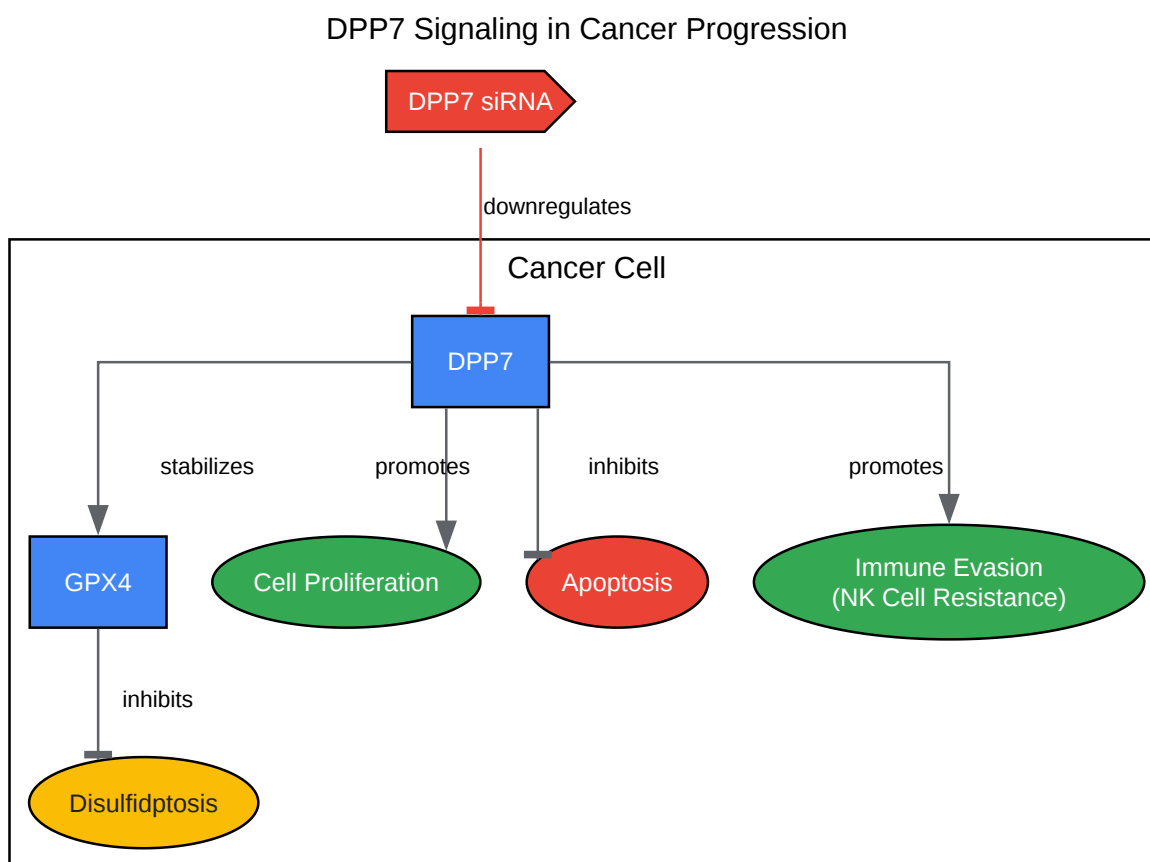 DPP7 Signaling in Cancer Progression
DPP7 siRNA
downregulates
Cancer Cell
DPP7
stabilizes
promotes
inhibits
promotes
GPX4
Cell Proliferation
Apoptosis
Immune Evasion
(NK Cell Resistance)
inhibits
Disulfidptosis